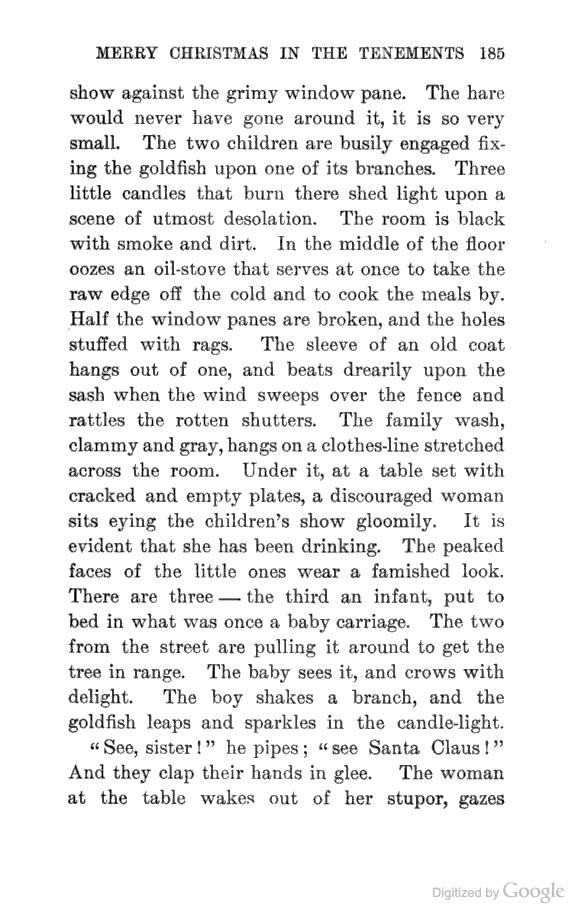 MERRY CHRISTMAS IN THE TENEMENTS 185
show against the grimy window pane. The hare
would never have gone around it, it is so very
small. The two children are busily engaged fix-
ing the goldfish upon one of its branches. Three
little candles that burn there shed light upon a
scene of utmost desolation. The room is black
with smoke and dirt. In the middle of the floor
oozes an oil-stove that serves at once to take the
raw edge off the cold and to cook the meals by.
Half the window panes are broken, and the holes
stuffed with rags. The sleeve of an old coat
hangs out of one, and beats drearily upon the
sash when the wind sweeps over the fence and
rattles the rotten shutters. The family wash,
clammy and gray, hangs on a clothes-line stretched
across the room. Under it, at a table set with
cracked and empty plates, a discouraged woman
sits eying the children's show gloomily. It is
evident that she has been drinking. The peaked
faces of the little ones wear a famished look.
There are three — the third an infant, put to
bed in what was once a baby carriage. The two
from the street are pulling it around to get the
tree in range. The baby sees it, and crows with
delight. The boy shakes a branch, and the
goldfish leaps and sparkles in the candle-light.
"See, sister!" he pipes; "see Santa Claus!"
And they clap their hands in glee. The woman
at the table wakes out of her stupor, gazes
Digitized by Google